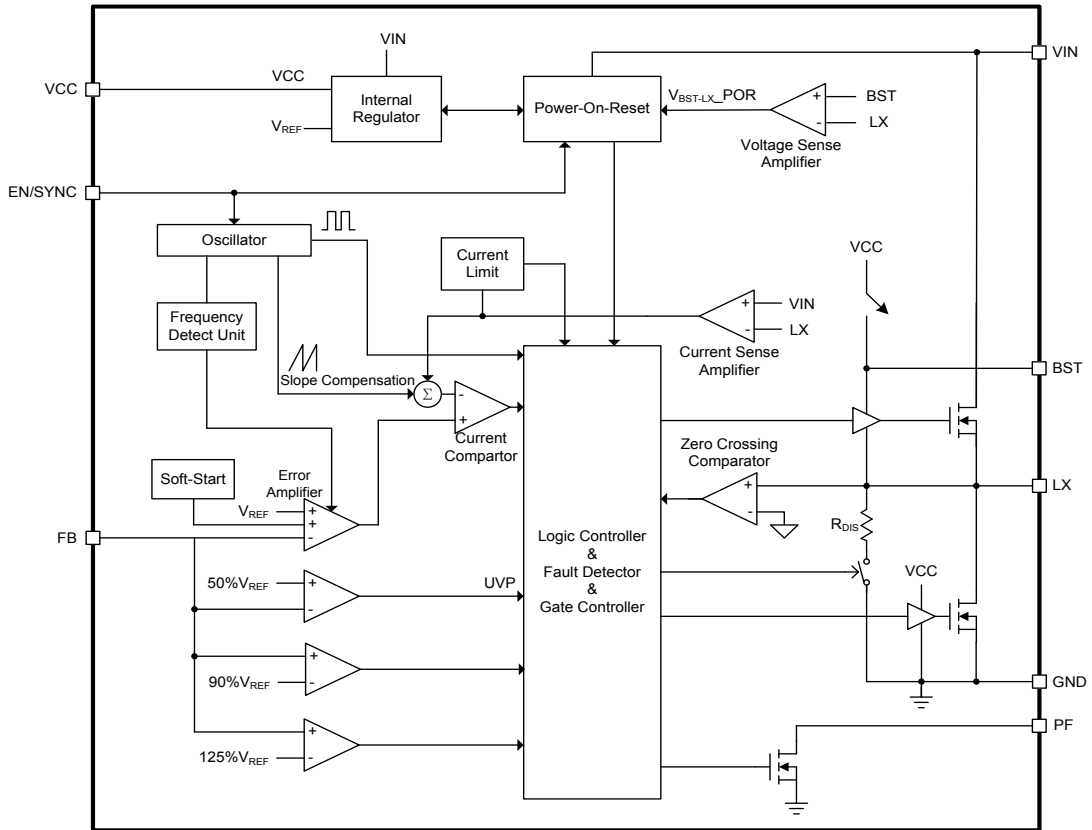 VIN
VCC
VCC
Internal
Regulator
VREF
Power-On-Reset
VBST-LX_POR
+
-
BST
LX
Voltage Sense
Amplifier
VIN
EN/SYNC
Oscillator
Frequency
Detect Unit
Current
Limit
VCC
+
-
VIN
LX
Current Sense
Amplifier
Slope Compensation
Σ
-
+
Current
Compartor
BST
Soft-Start
Error
Amplifier
VREF
+
+
-
FB
Zero Crossing
Comparator
+
-
LX
RDIS
Logic Controller
&
Fault Detector
&
Gate Controller
50%VREF
+
-
UVP
VCC
+
90%VREF
-
GND
PF
+
125%VREF
-